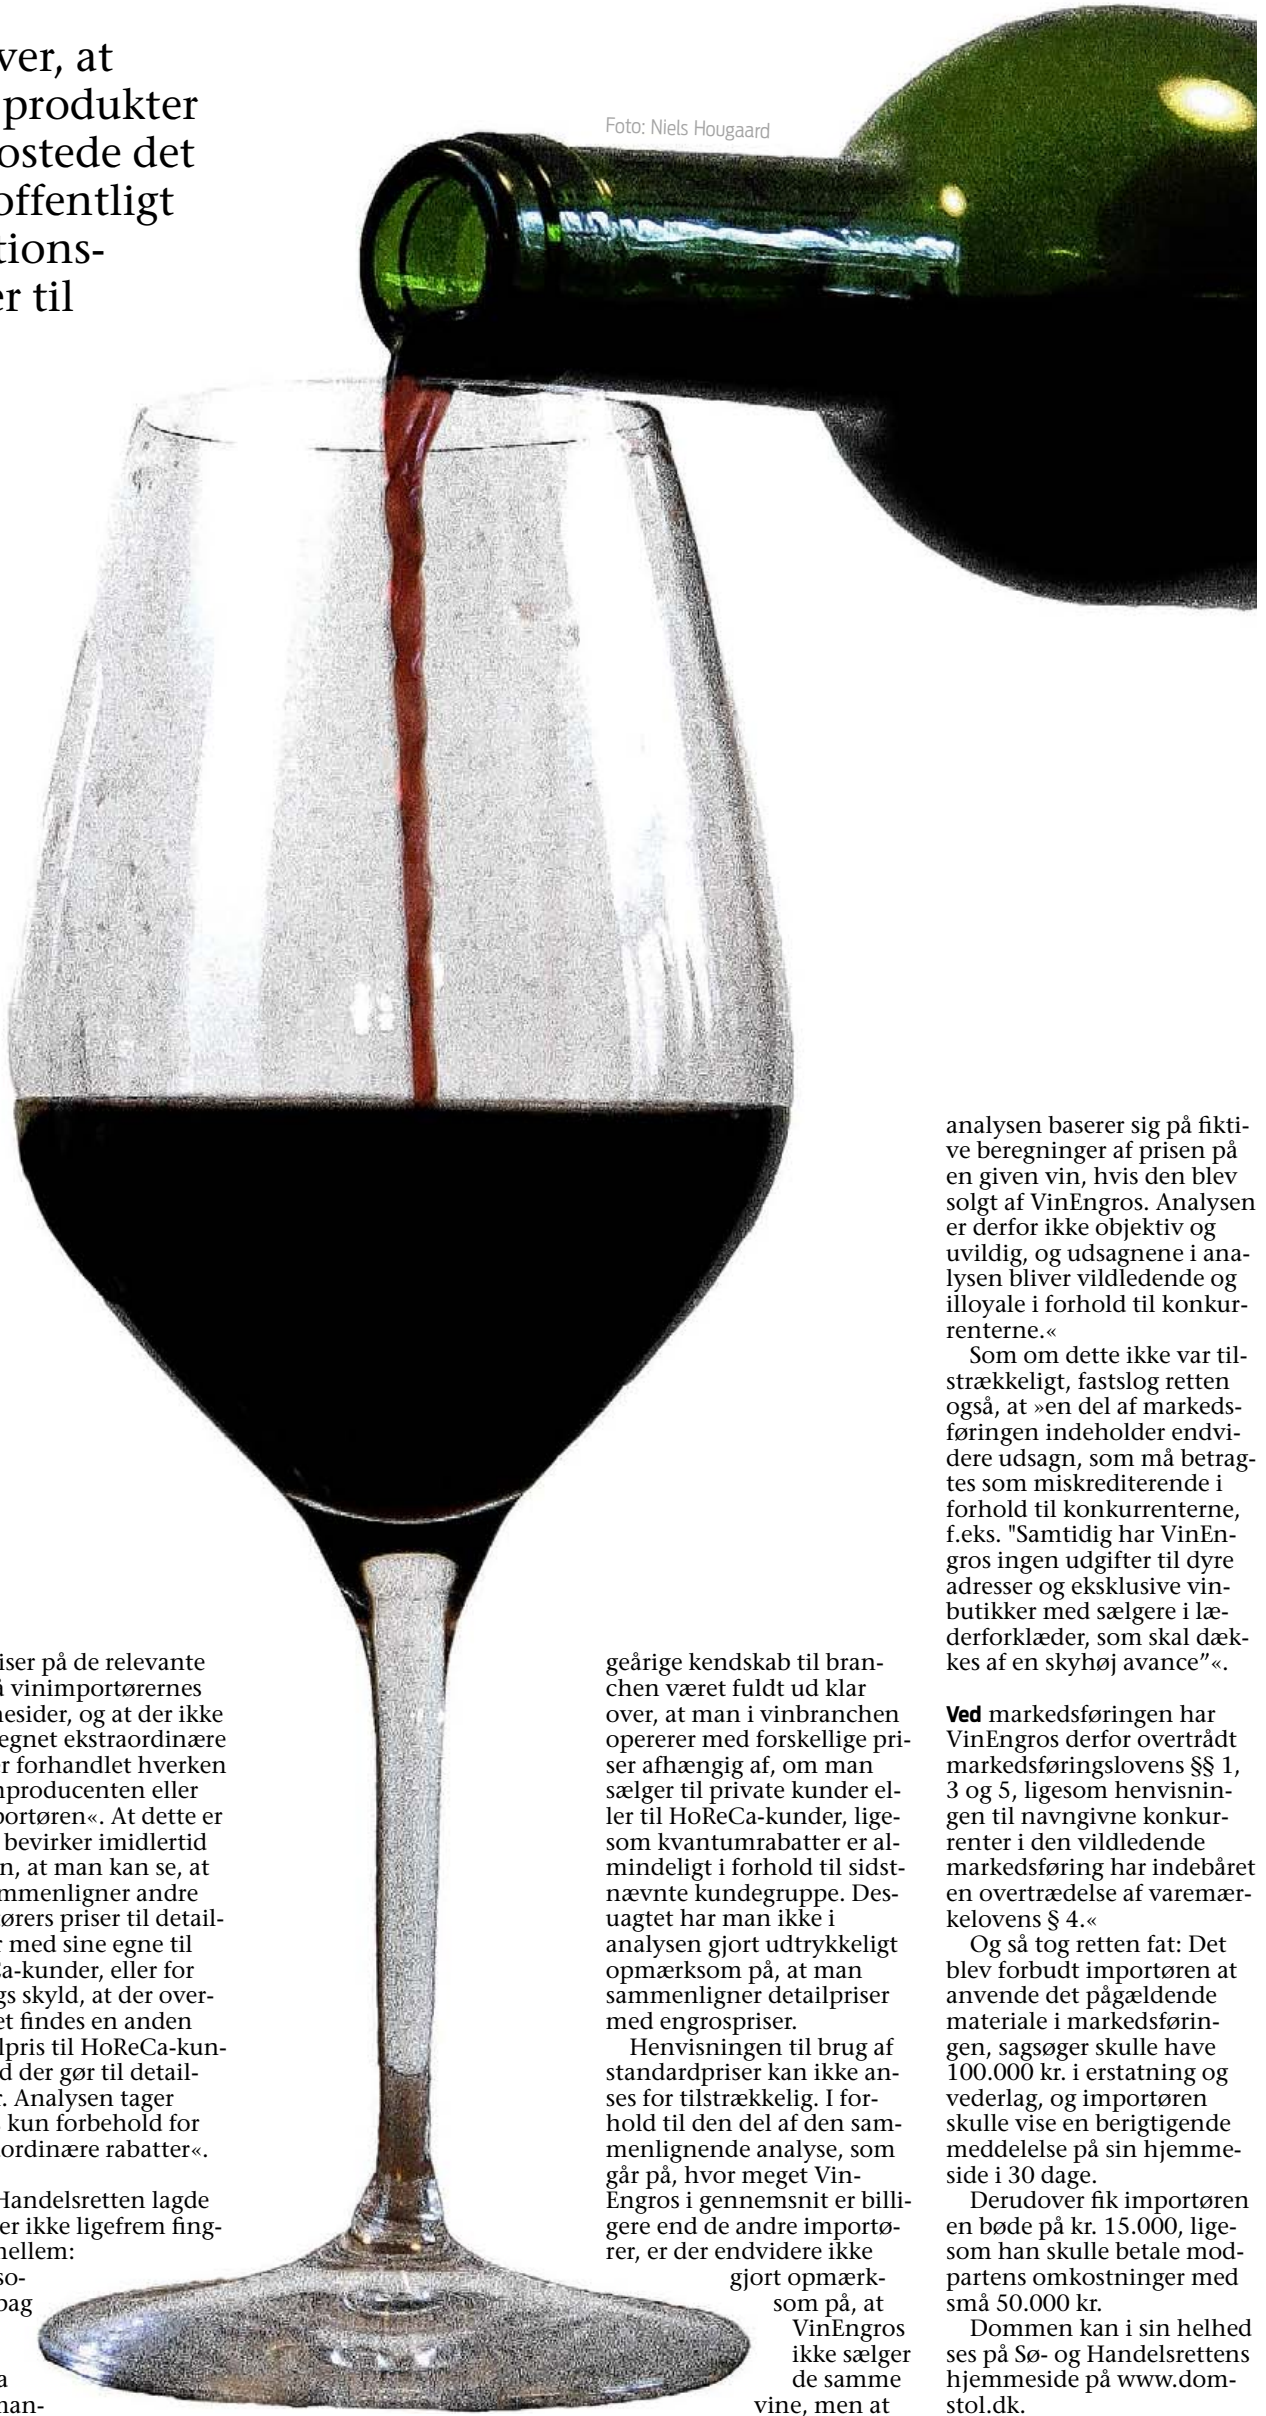 ver, at
produkter
ostede det
offentligt
tions-
er til
Foto: Niels Hougaard
iser på de relevante
å vinimportørernes
nesider, og at der ikke
egnet ekstraordinære
er forhandlet hverken
nproducenten eller
portøren«. At dette er
bevirker imidlertid
n, at man kan se, at
mmenligner andre
ørers priser til detail-
r med sine egne til
Ca-kunder, eller for
gs skyld, at der over-
et findes en anden
lpris til HoReCa-kun-
d der gør til detail-
r. Analysen tager
s kun forbehold for
ordinære rabatter«.
Handelsretten lagde
er ikke ligefrem fing-
mellem:
so-
bag
a
han-
geårige kendskab til bran-
chen været fuldt ud klar
over, at man i vinbranchen
opererer med forskellige pri-
ser afhængig af, om man
sælger til private kunder el-
ler til HoReCa-kunder, lige-
som kvantumrabatter er al-
mindeligt i forhold til sidst-
nævnte kundegruppe. Des-
uagtet har man ikke i
analysen gjort udtrykkeligt
opmærksom på, at man
sammenligner detailpriser
med engrospriser.
Henvisningen til brug af
standardpriser kan ikke an-
ses for tilstrækkelig. I for-
hold til den del af den sam-
menlignende analyse, som
går på, hvor meget Vin-
Engros i gennemsnit er billi-
gere end de andre importø-
rer, er der endvidere ikke
gjort opmærk-
som på, at
VinEngros
ikke sælger
de samme
vine, men at
analysen baserer sig på fikti-
ve beregninger af prisen på
en given vin, hvis den blev
solgt af VinEngros. Analysen
er derfor ikke objektiv og
uvildig, og udsagnene i ana-
lysen bliver vildledende og
illoyale i forhold til konkur-
renterne.«
Som om dette ikke var til-
strækkeligt, fastslog retten
også, at »en del af markeds-
føringen indeholder endvi-
dere udsagn, som må betrag-
tes som miskrediterende i
forhold til konkurrenterne,
f.eks. "Samtidig har VinEn-
gros ingen udgifter til dyre
adresser og eksklusive vin-
butikker med sælgere i læ-
derforklæder, som skal dæk-
kes af en skyhøj avance”«.
Ved markedsføringen har
VinEngros derfor overtrådt
markedsføringslovens §§ 1,
3 og 5, ligesom henvisnin-
gen til navngivne konkur-
renter i den vildledende
markedsføring har indebåret
en overtrædelse af varemær-
kelovens § 4.«
Og så tog retten fat: Det
blev forbudt importøren at
anvende det pågældende
materiale i markedsførin-
gen, sagsøger skulle have
100.000 kr. i erstatning og
vederlag, og importøren
skulle vise en berigtigende
meddelelse på sin hjemme-
side i 30 dage.
Derudover fik importøren
en bøde på kr. 15.000, lige-
som han skulle betale mod-
partens omkostninger med
små 50.000 kr.
Dommen kan i sin helhed
ses på Sø- og Handelsrettens
hjemmeside på www.dom-
stol.dk.